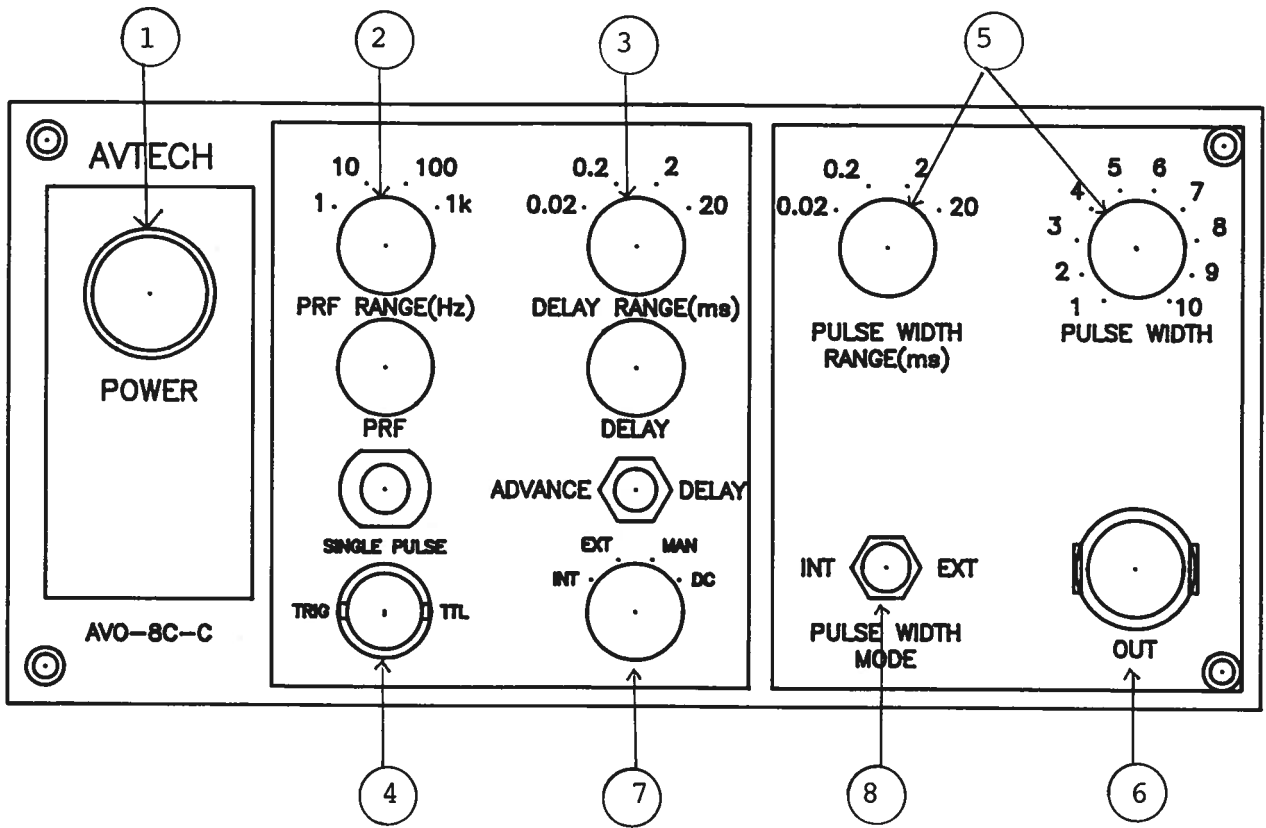 1
2
3
5
AVTECH
POWER
AVO-8C-C
1
10
100
1k
PRF RANGE(Hz)
PRF
SINGLE PULSE
TRIG
TTL
0.02
0.2
2
20
DELAY RANGE(ms)
DELAY
ADVANCE
DELAY
INT
EXT
MAN
DC
0.02
0.2
2
20
PULSE WIDTH
RANGE(ms)
1
2
3
4
5
6
7
8
9
10
PULSE WIDTH
INT
EXT
PULSE WIDTH
MODE
OUT
4
7
8
6